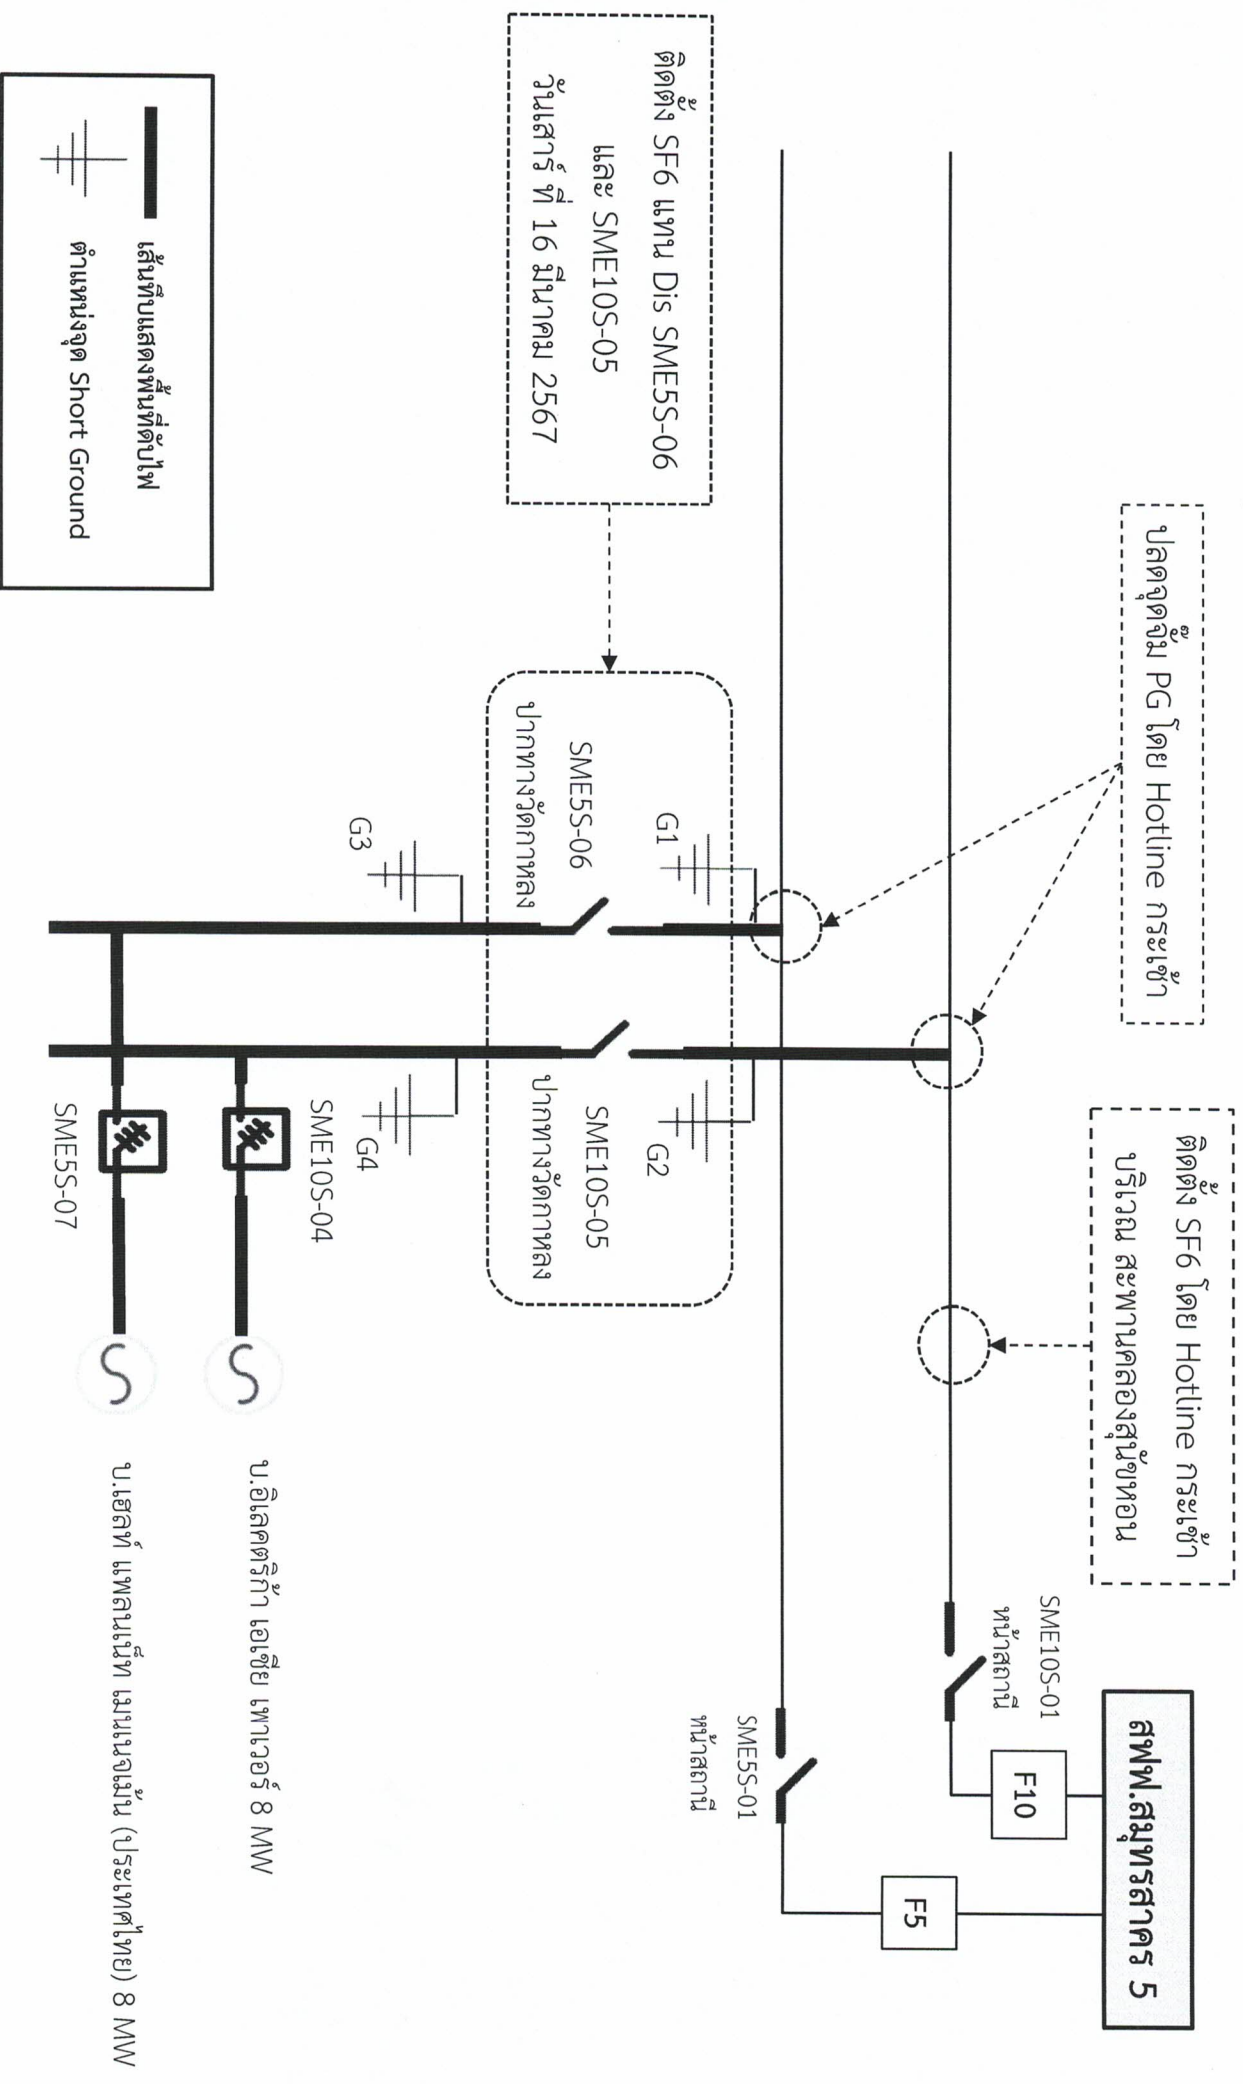 สฟฟ.สมุทรสาคร 5
F10
F5
SME10S-01
หน้าสถานี
SME5S-01
หน้าสถานี
ปลดจุดจั๊ม PG โดย Hotline กระเช้า
ติดตั้ง SF6 โดย Hotline กระเช้า
บริเวณ สะพานคลองสุนัขหอน
ติดตั้ง SF6 แทน Dis SME5S-06
และ SME10S-05
วันเสาร์ ที่ 16 มีนาคม 2567
G1
G2
SME5S-06
ปากทางวัดกาหลง
SME10S-05
ปากทางวัดกาหลง
G3
G4
SME10S-04
บ.อิเลคตริก้า เอเชีย เพาเวอร์ 8 MW
SME5S-07
บ.เฮลท์ แพลนเน็ท เมนเนจเม้น (ประเทศไทย) 8 MW
เส้นทึบแสดงพื้นที่ดับไฟ
ตำแหน่งจุด Short Ground